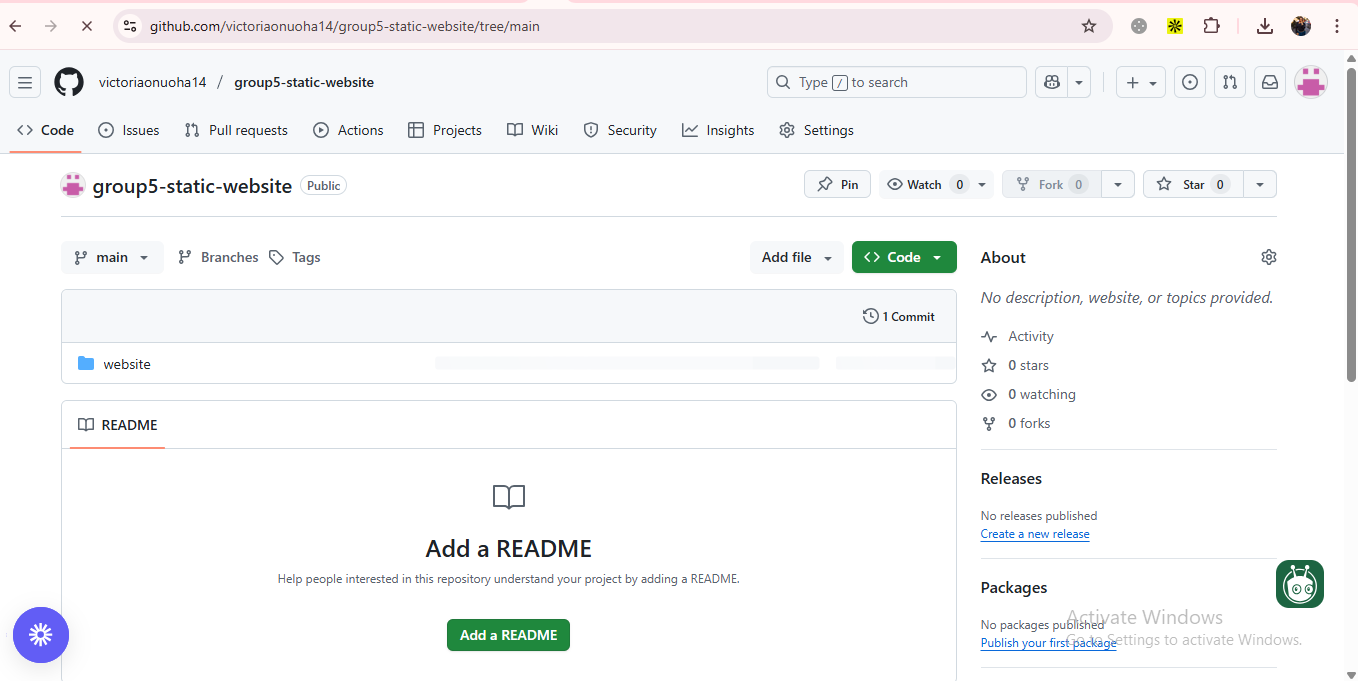 github.com/victoriaonuoha14/group5-static-website/tree/main
victoriaonuoha14 / group5-static-website
Type / to search
Code Issues Pull requests Actions Projects Wiki Security Insights Settings
group5-static-website Public
Pin Watch 0 Fork 0 Star 0
main Branches Tags Add file Code
1 Commit
website
README
Add a README
Help people interested in this repository understand your project by adding a README.
Add a README
About
No description, website, or topics provided.
Activity
0 stars
0 watching
0 forks
Releases
No releases published
Create a new release
Packages
No packages published
Publish your first package
Activate Windows
Go to Settings to activate Windows.